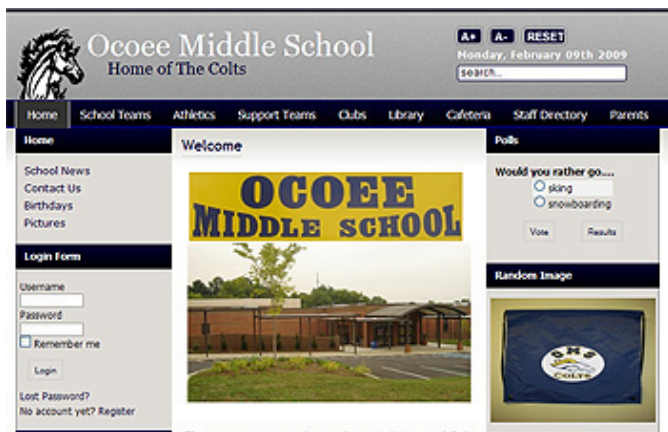 Ocoee Middle School
Home of The Colts
A+ A- RESET
Monday, February 09th 2009
search...
Home School Teams Athletics Support Teams Clubs Library Cafeteria Staff Directory Parents
Home
School News
Contact Us
Birthdays
Pictures
Login Form
Username
Password
Remember me
Login
Lost Password?
No account yet? Register
Welcome
OCOEE
MIDDLE SCHOOL
Polls
Would you rather go....
sking
snowboarding
Vote Results
Random Image
OMS
COLTS